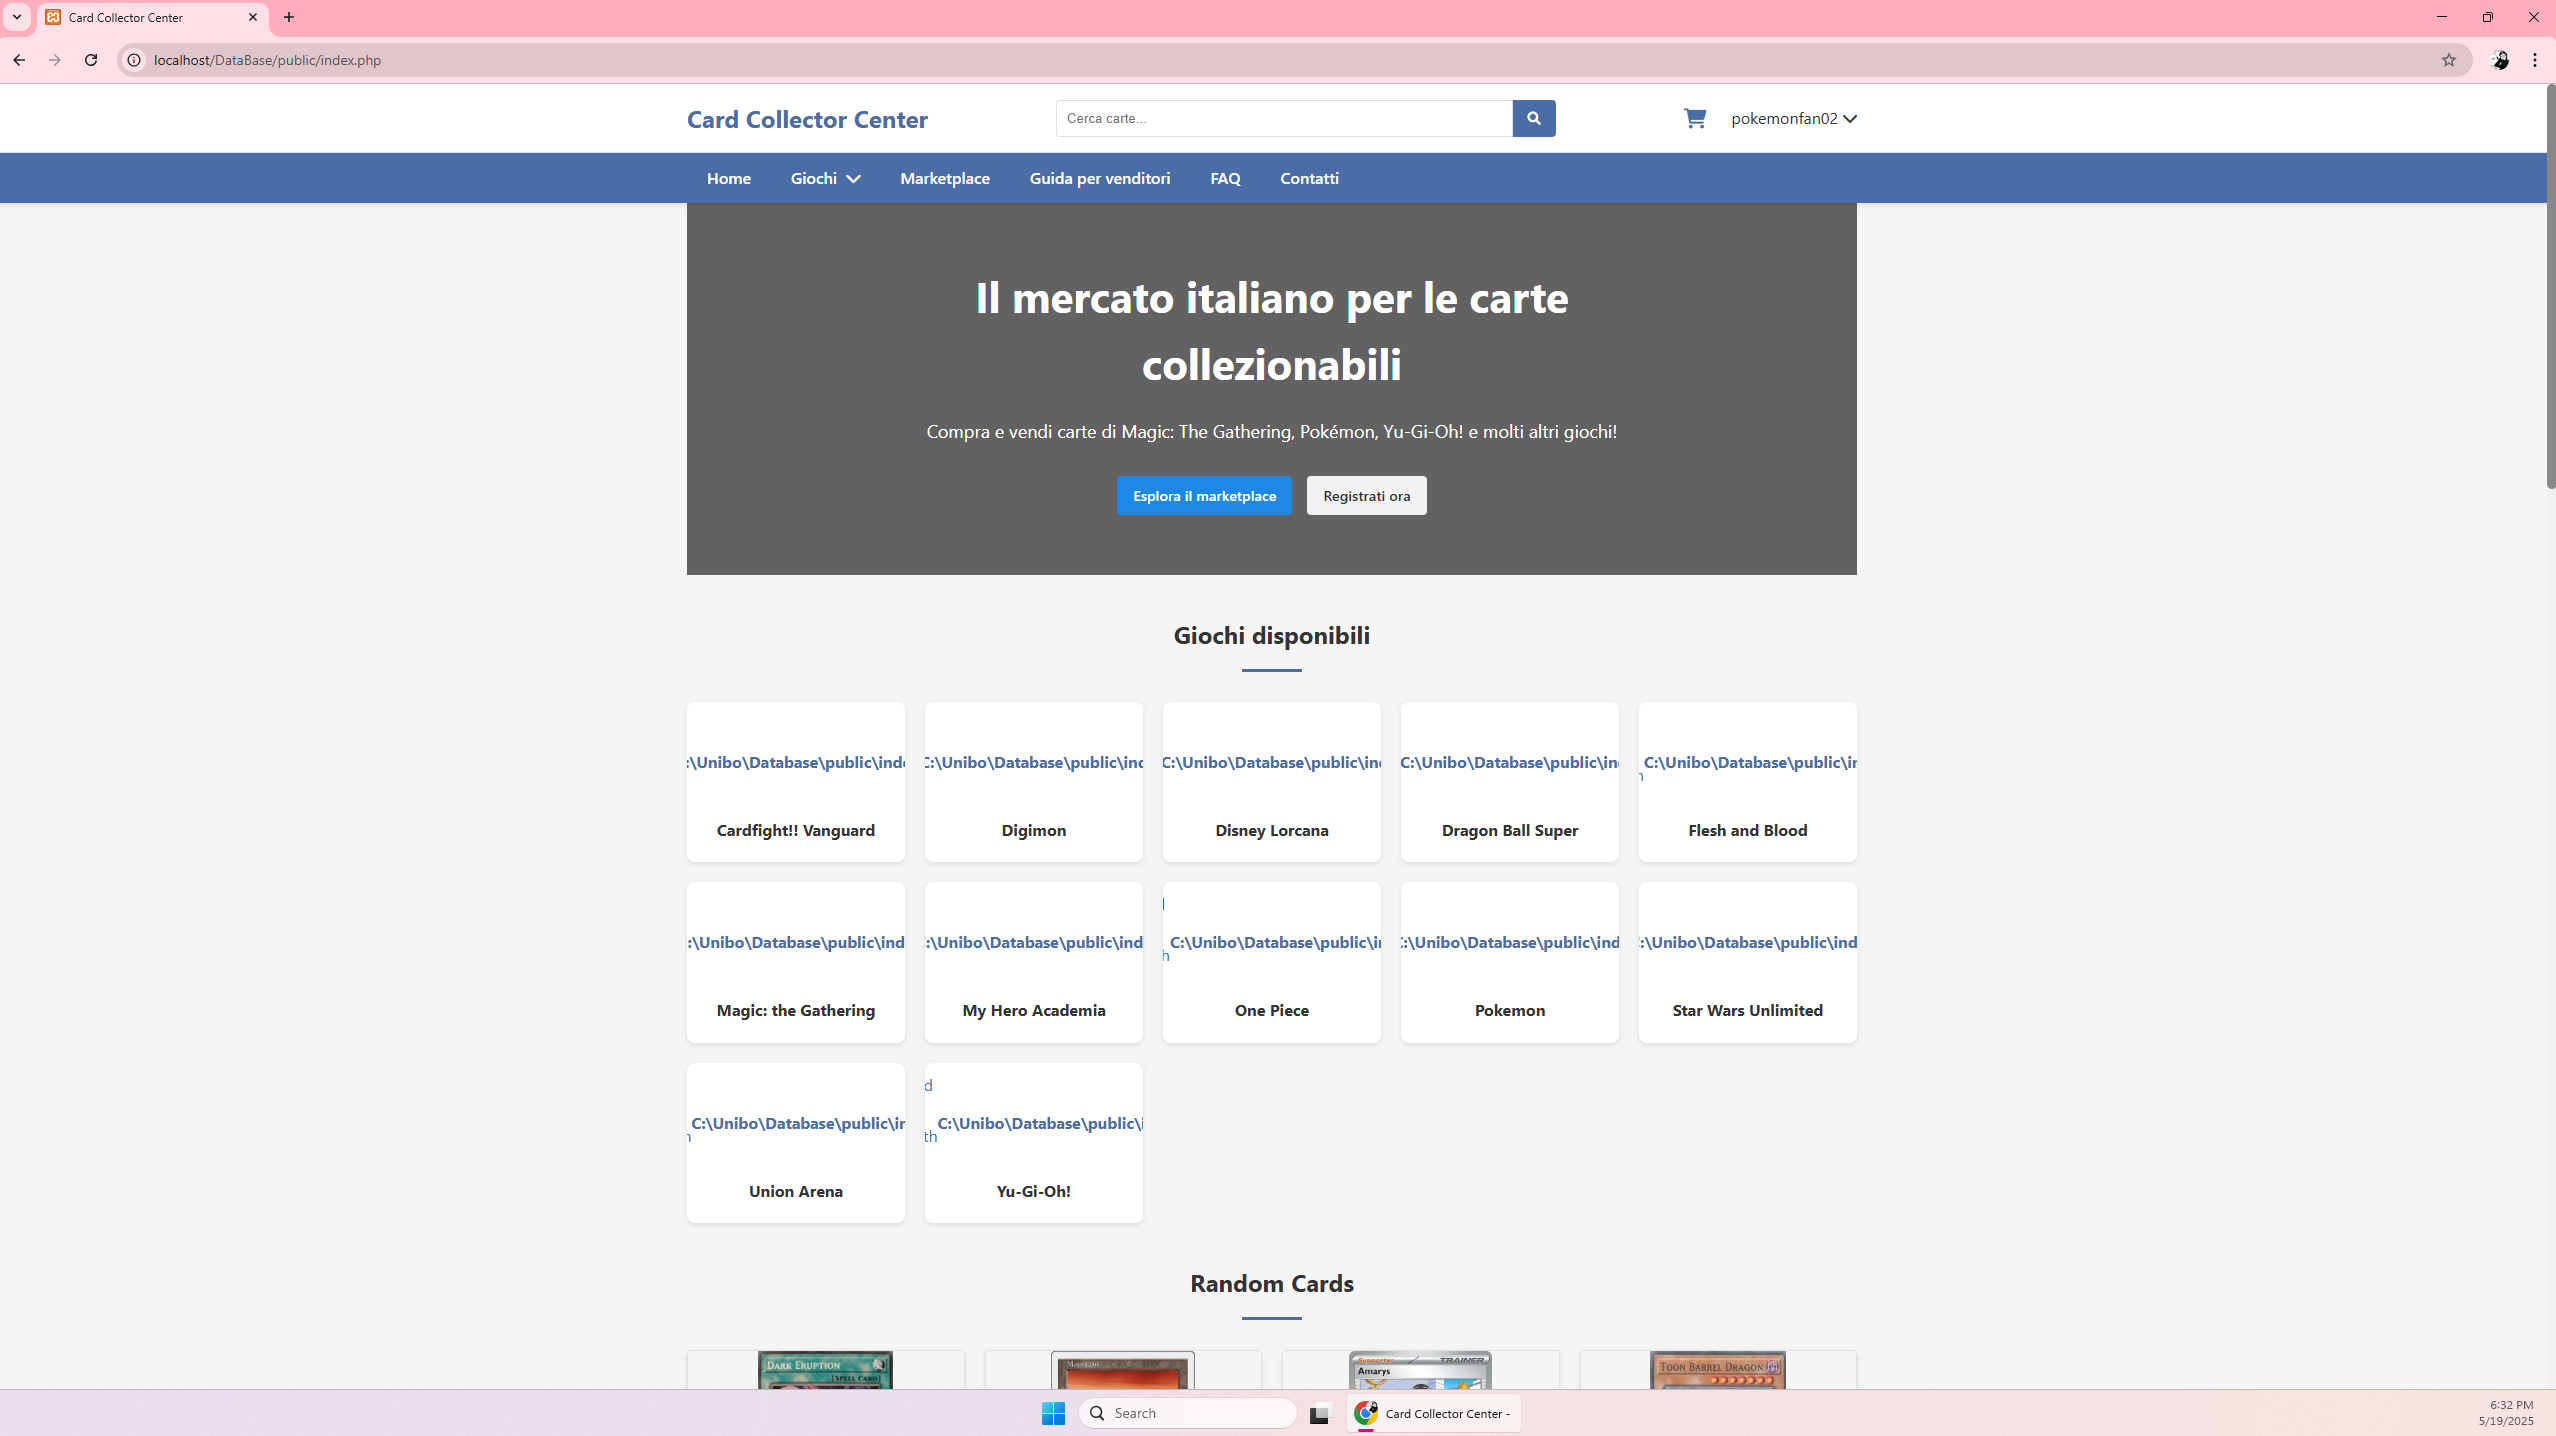 Card Collector Center
localhost/DataBase/public/index.php
Card Collector Center
Cerca carte...
pokemonfan02
Home
Giochi
Marketplace
Guida per venditori
FAQ
Contatti
Il mercato italiano per le carte
collezionabili
Compra e vendi carte di Magic: The Gathering, Pokémon, Yu-Gi-Oh! e molti altri giochi!
Esplora il marketplace
Registrati ora
Giochi disponibili
:\Unibo\Database\public\inde
C:\Unibo\Database\public\inc
C:\Unibo\Database\public\in
C:\Unibo\Database\public\in
C:\Unibo\Database\public\ir
n
Cardfight!! Vanguard
Digimon
Disney Lorcana
Dragon Ball Super
Flesh and Blood
:\Unibo\Database\public\ind
:\Unibo\Database\public\ind
C:\Unibo\Database\public\i
h
:\Unibo\Database\public\ind
:\Unibo\Database\public\ind
Magic: the Gathering
My Hero Academia
One Piece
Pokemon
Star Wars Unlimited
d
C:\Unibo\Database\public\ir
n
C:\Unibo\Database\public\i
th
Union Arena
Yu-Gi-Oh!
Random Cards
DARK ERUPTION
[SPELL CARD]
Mountain
Supporter
TRAINER
Amarys
TOON BARREL DRAGON
Search
Card Collector Center -
6:32 PM
5/19/2025